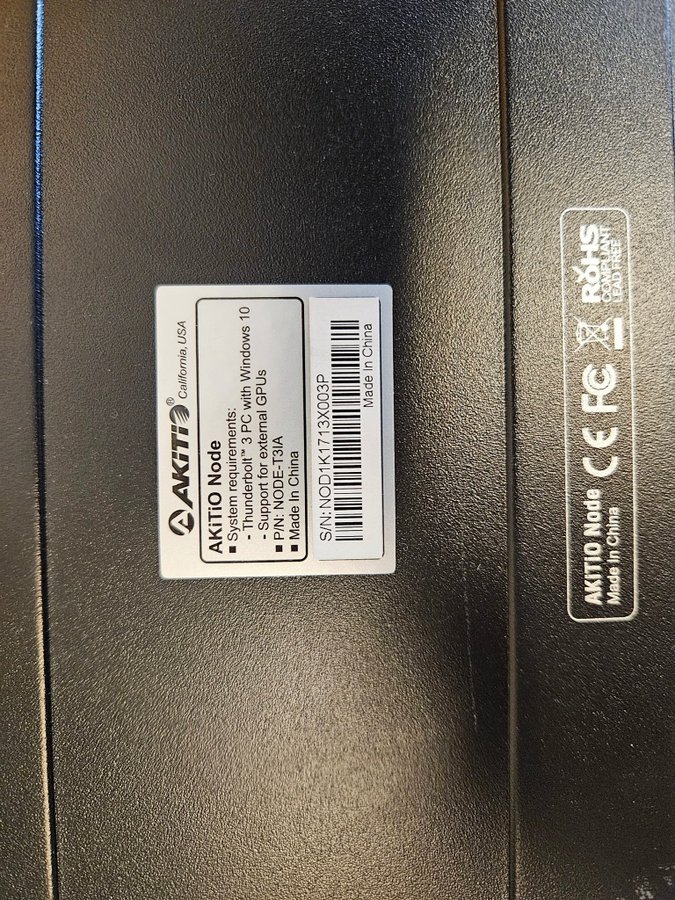 AKiTiO® California, USA
AKiTiO Node
■ System requirements:
- Thunderbolt™ 3 PC with Windows 10
- Support for external GPUs
■ P/N: NODE-T3IA
■ Made In China
S/N: NOD1K1713X003P
Made In China
AKiTiO Node
Made In China
CE FC
RoHS
COMPLIANT
LEAD FREE